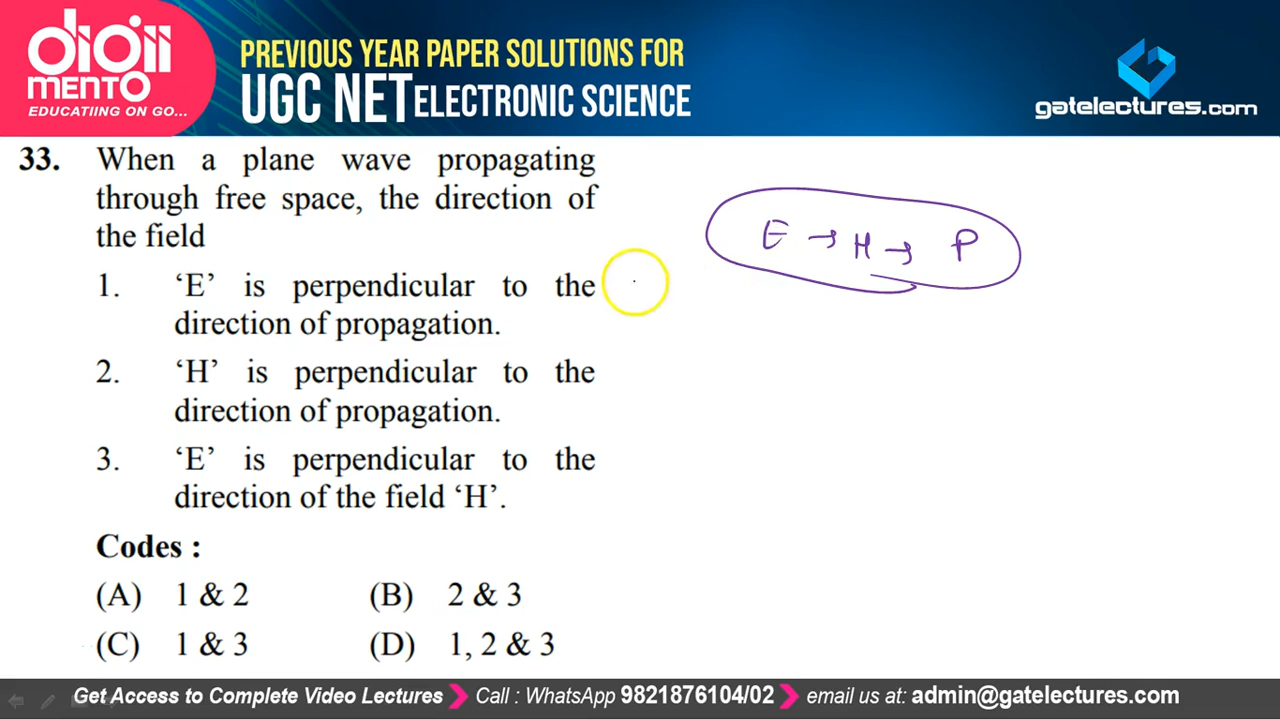 dioii
MENTO
EDUCATIING ON GO...
PREVIOUS YEAR PAPER SOLUTIONS FOR
UGC NET ELECTRONIC SCIENCE
gatelectures.com
33. When a plane wave propagating
through free space, the direction of
the field
1. ‘E’ is perpendicular to the
direction of propagation.
2. ‘H’ is perpendicular to the
direction of propagation.
3. ‘E’ is perpendicular to the
direction of the field ‘H’.
Codes :
(A) 1 & 2 (B) 2 & 3
(C) 1 & 3 (D) 1, 2 & 3
E → H → P
Get Access to Complete Video Lectures Call : WhatsApp 9821876104/02 email us at: admin@gatelectures.com